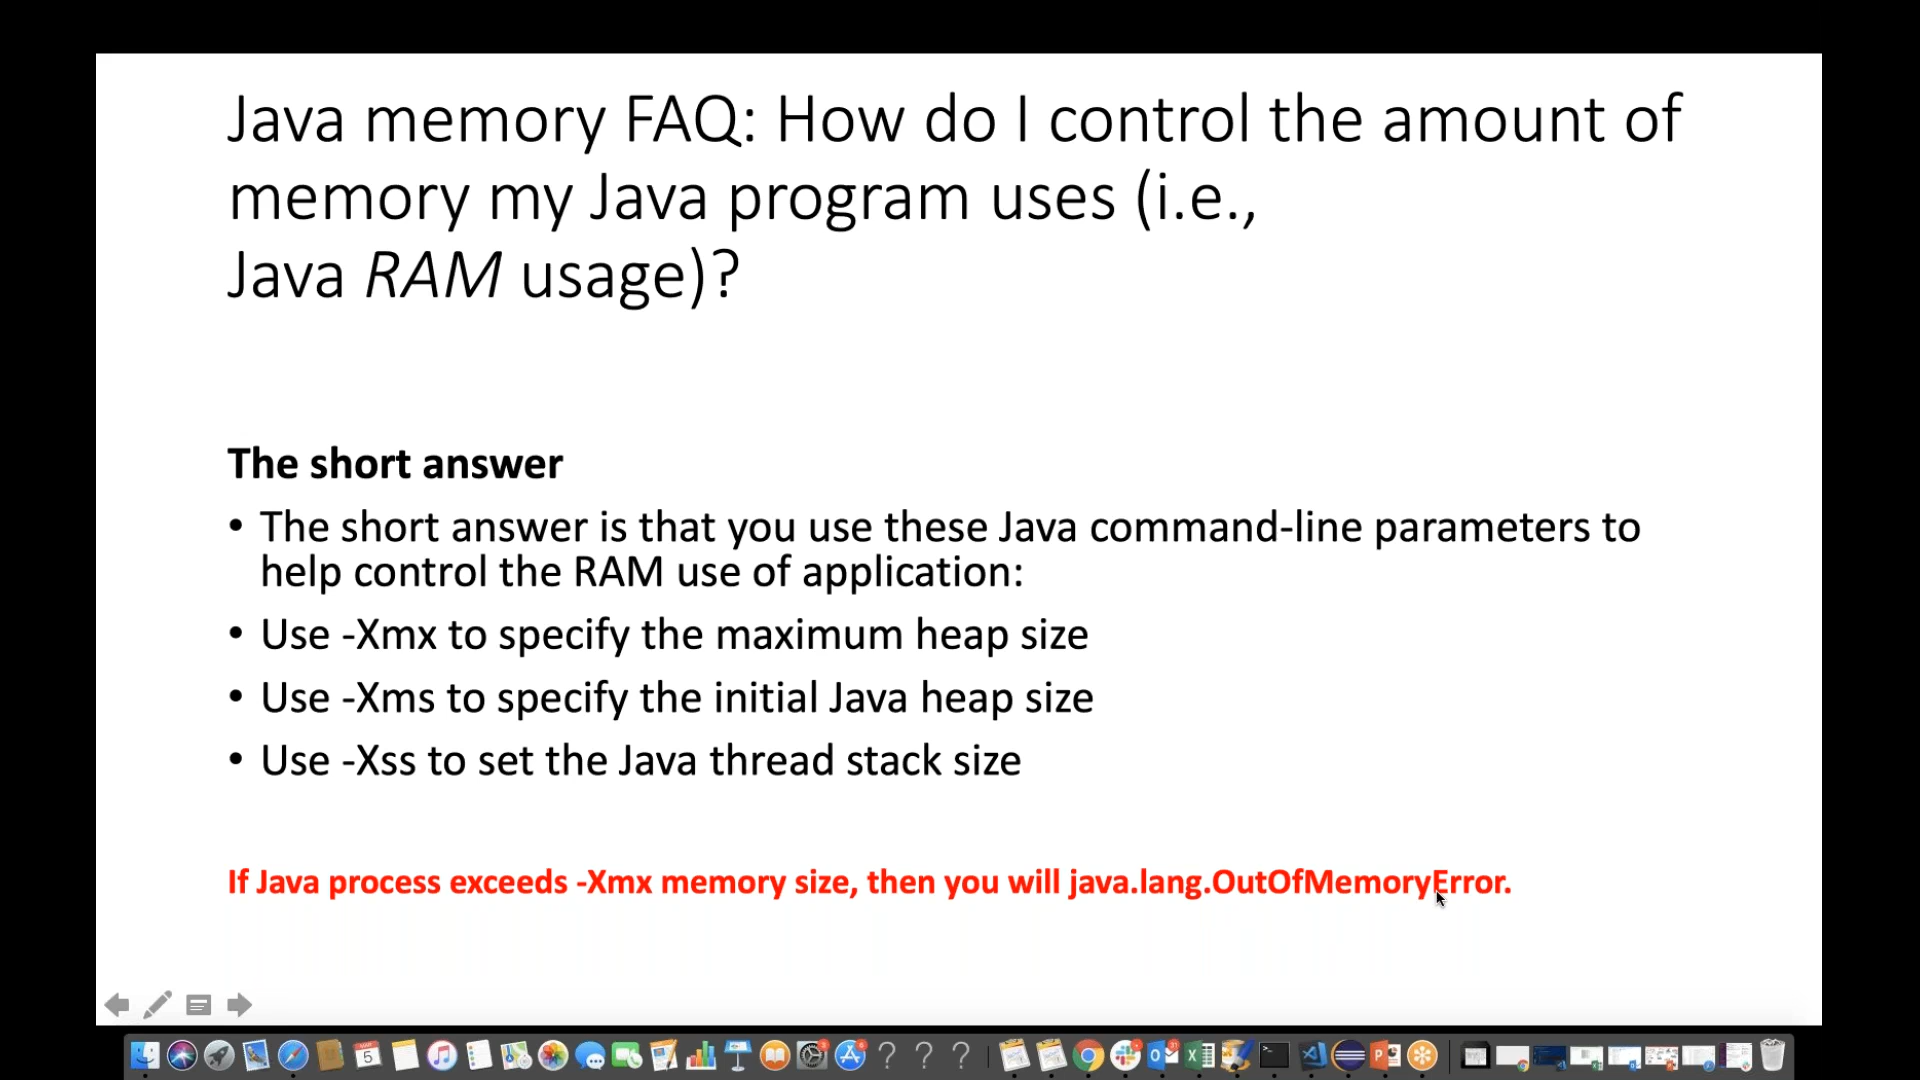 Java memory FAQ: How do I control the amount of
memory my Java program uses (i.e.,
Java RAM usage)?
The short answer
• The short answer is that you use these Java command-line parameters to
help control the RAM use of application:
• Use -Xmx to specify the maximum heap size
• Use -Xms to specify the initial Java heap size
• Use -Xss to set the Java thread stack size
If Java process exceeds -Xmx memory size, then you will java.lang.OutOfMemoryError.
5